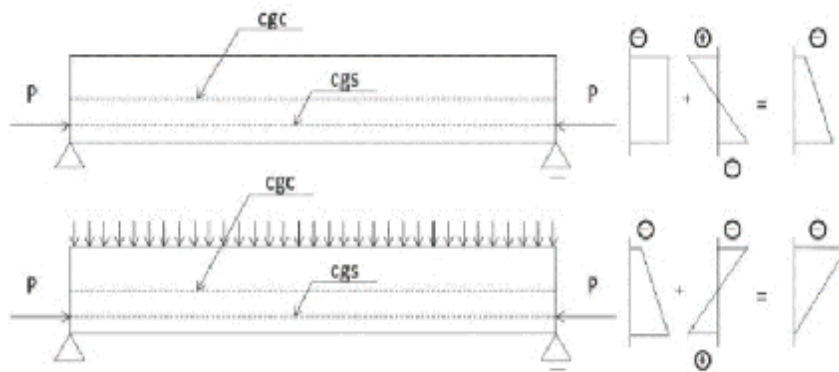 cgc
cgs
P
P
⊖ ⊕ ⊖
+ =
cgc
cgs
P
P
⊖ ⊖ ⊖
+ =
⊕